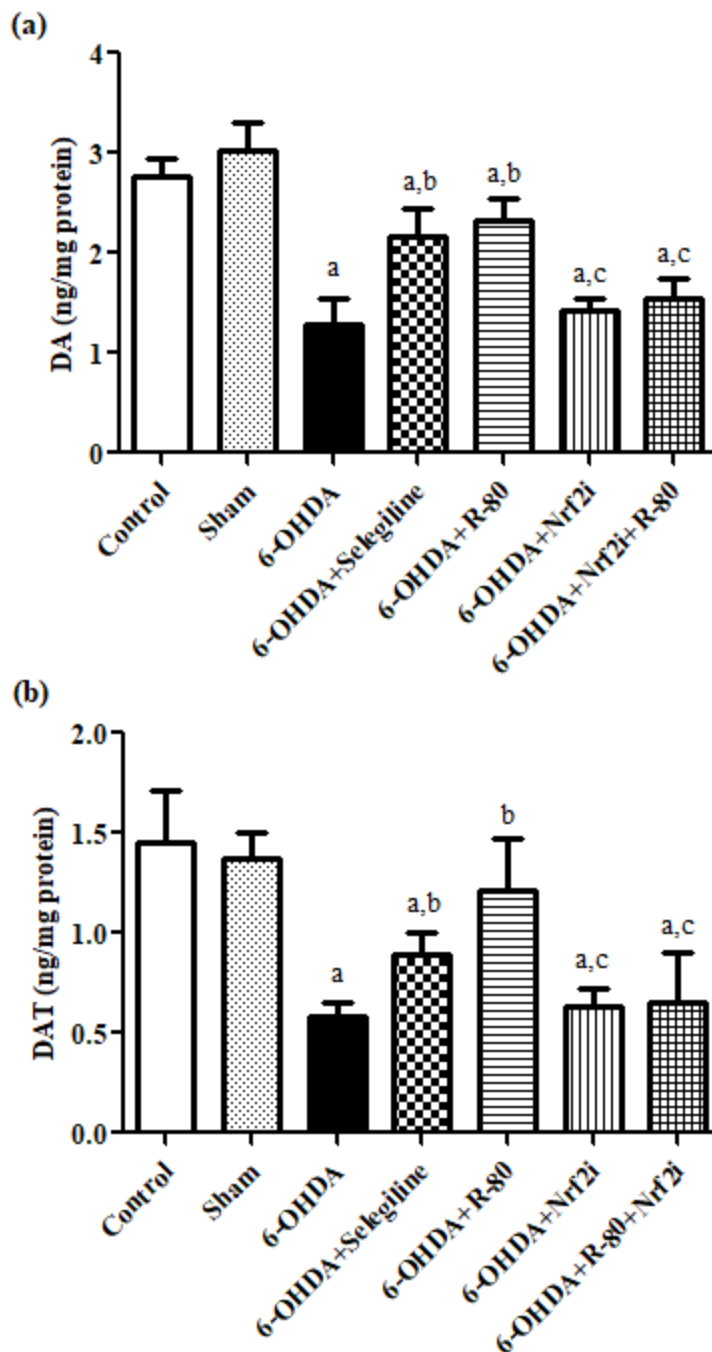 (a)
DA (ng/mg protein)
4
3
2
1
0
a
a,b
a,b
a,c
a,c
Control
Sham
6-OHDA
6-OHDA+Selegiline
6-OHDA+R-80
6-OHDA+Nrf2i
6-OHDA+Nrf2i+R-80
(b)
DAT (ng/mg protein)
2.0
1.5
1.0
0.5
0.0
a
a,b
b
a,c
a,c
Control
Sham
6-OHDA
6-OHDA+Selegiline
6-OHDA+R-80
6-OHDA+Nrf2i
6-OHDA+R-80+Nrf2i